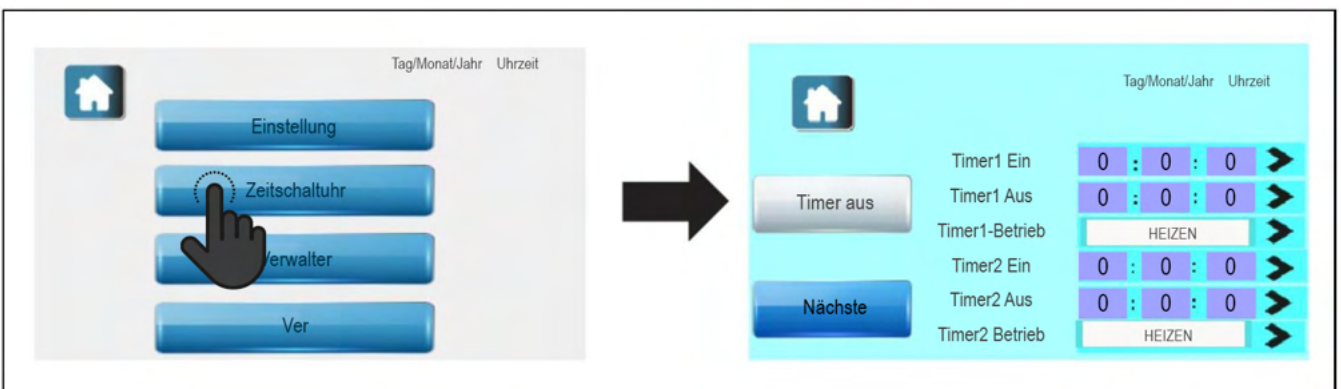 Tag/Monat/Jahr Uhrzeit
Einstellung
Zeitschaltuhr
Verwalter
Ver
Tag/Monat/Jahr Uhrzeit
Timer aus
Nächste
Timer1 Ein 0 : 0 : 0
Timer1 Aus 0 : 0 : 0
Timer1-Betrieb HEIZEN
Timer2 Ein 0 : 0 : 0
Timer2 Aus 0 : 0 : 0
Timer2 Betrieb HEIZEN